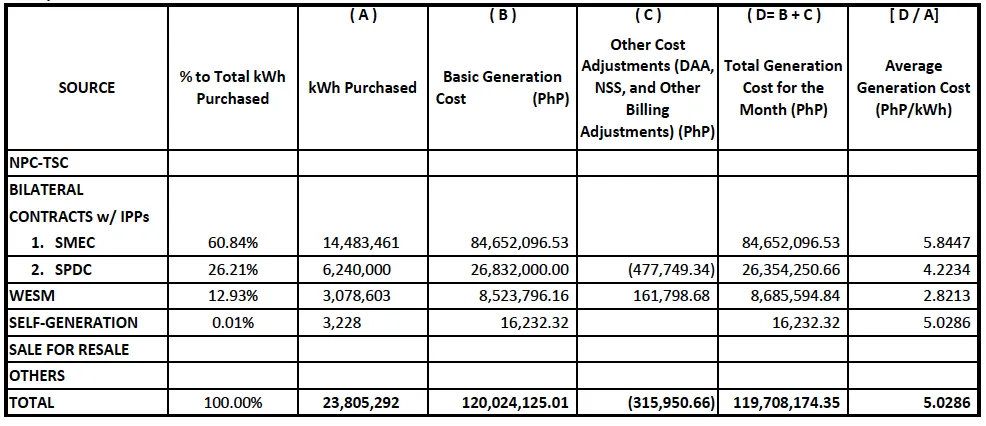 ( A ) ( B ) ( C ) ( D= B + C ) [ D / A]
SOURCE % to Total kWh Purchased kWh Purchased Basic Generation Cost (PhP) Other Cost Adjustments (DAA, NSS, and Other Billing Adjustments) (PhP) Total Generation Cost for the Month (PhP) Average Generation Cost (PhP/kWh)
NPC-TSC
BILATERAL
CONTRACTS w/ IPPs
1. SMEC 60.84% 14,483,461 84,652,096.53 84,652,096.53 5.8447
2. SPDC 26.21% 6,240,000 26,832,000.00 (477,749.34) 26,354,250.66 4.2234
WESM 12.93% 3,078,603 8,523,796.16 161,798.68 8,685,594.84 2.8213
SELF-GENERATION 0.01% 3,228 16,232.32 16,232.32 5.0286
SALE FOR RESALE
OTHERS
TOTAL 100.00% 23,805,292 120,024,125.01 (315,950.66) 119,708,174.35 5.0286